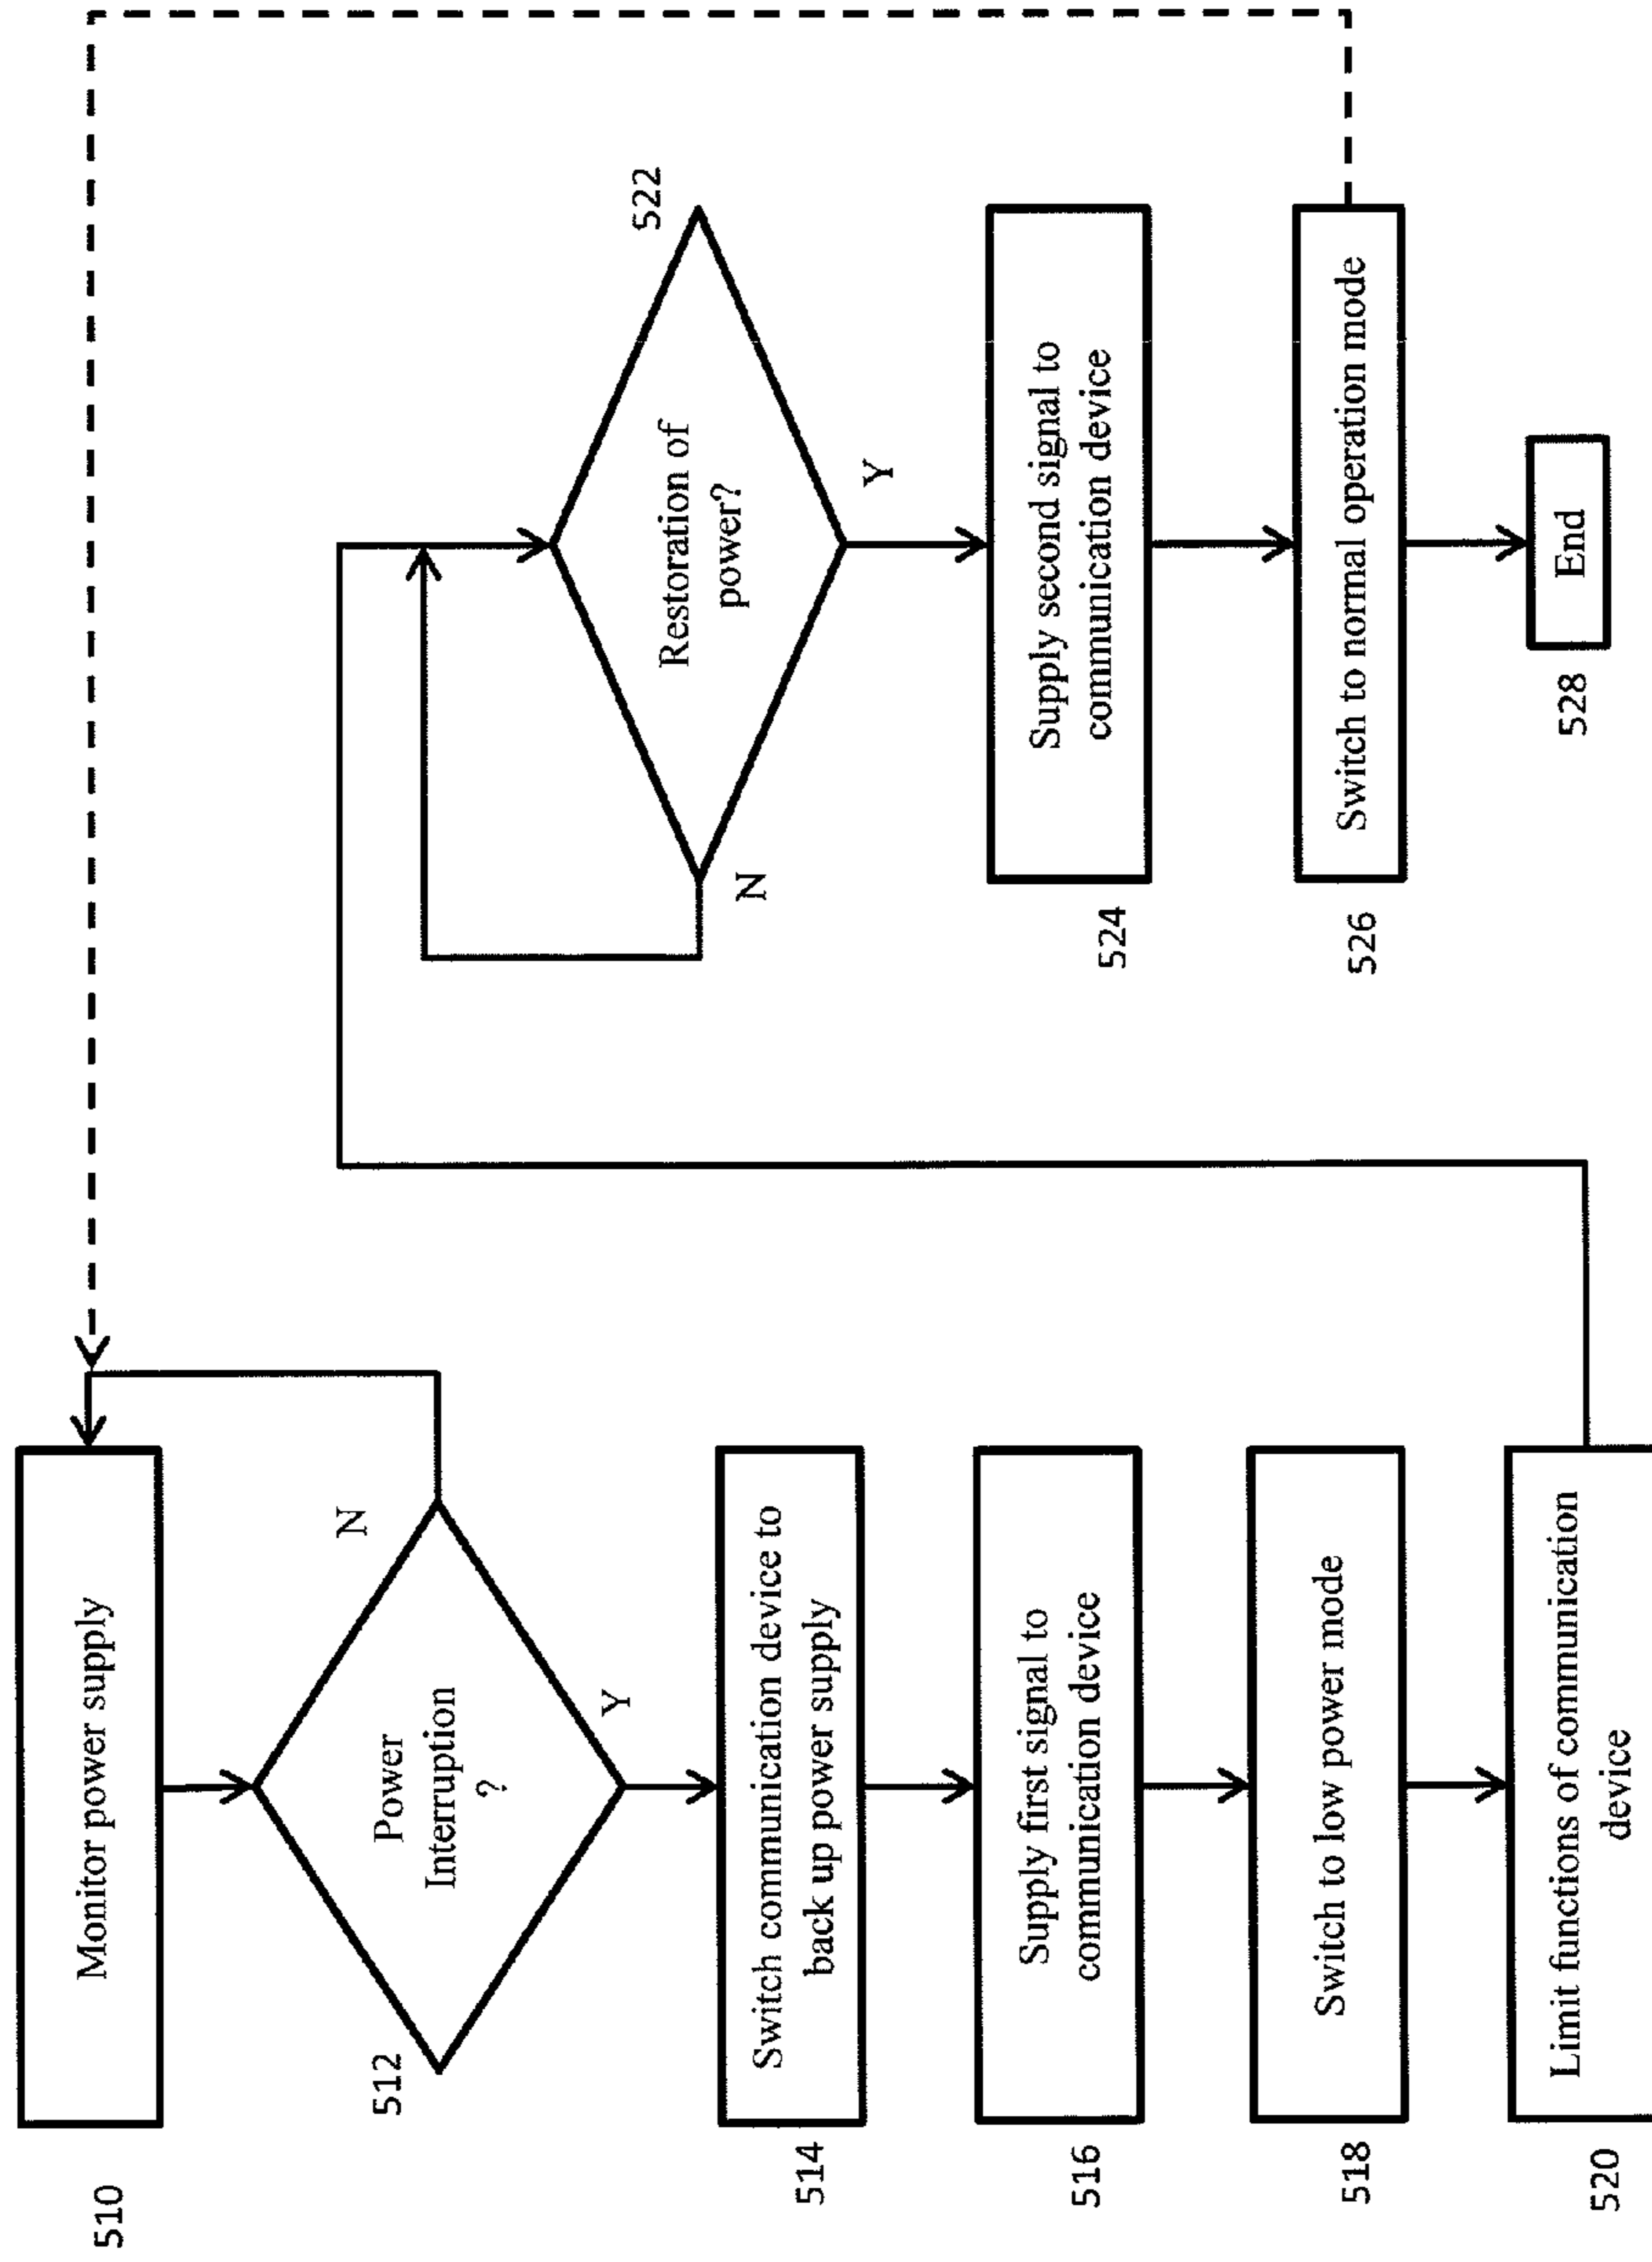 510
Monitor power supply
512
Power
Interruption
?
N
Y
514
Switch communication device to
back up power supply
516
Supply first signal to
communication device
518
Switch to low power mode
520
Limit functions of communication
device
522
Restoration of
power?
N
Y
524
Supply second signal to
communication device
526
Switch to normal operation mode
528
End